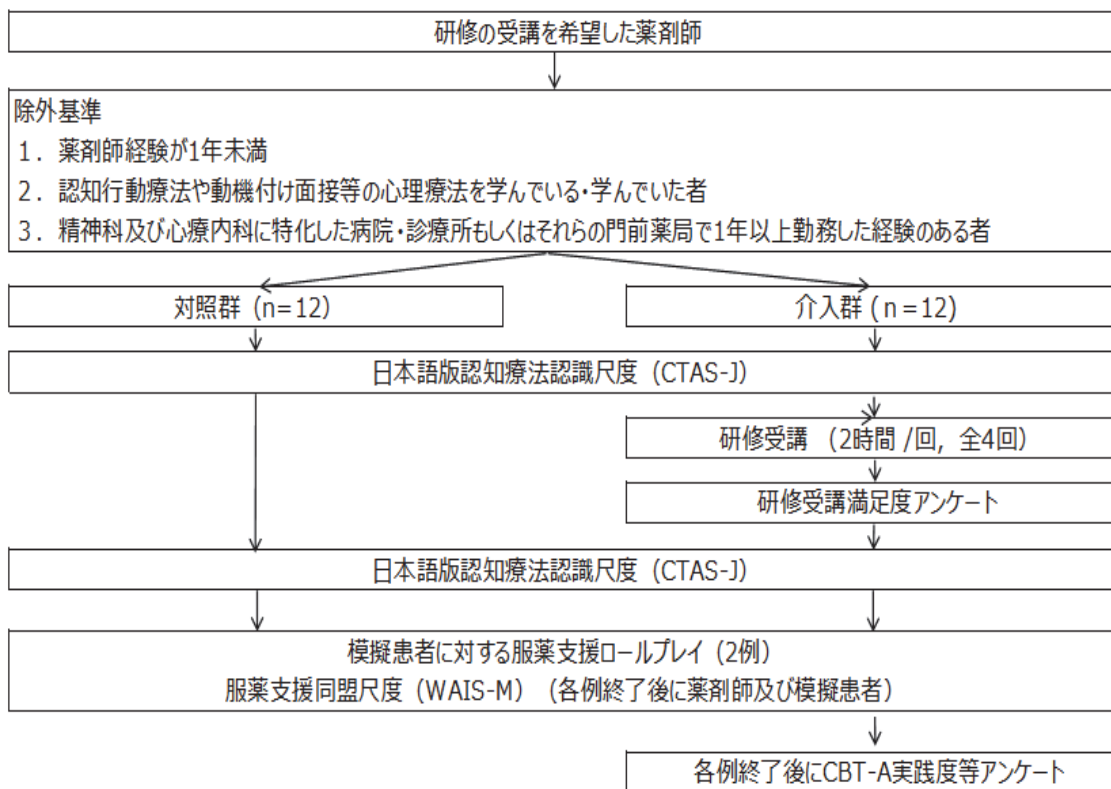 研修の受講を希望した薬剤師
除外基準
1．薬剤師経験が1年未満
2．認知行動療法や動機付け面接等の心理療法を学んでいる・学んでいた者
3．精神科及び心療内科に特化した病院・診療所もしくはそれらの門前薬局で1年以上勤務した経験のある者
対照群 (n=12)
介入群 ( n =12)
日本語版認知療法認識尺度（CTAS-J）
研修受講 （2時間 /回，全4回）
研修受講満足度アンケート
日本語版認知療法認識尺度（CTAS-J）
模擬患者に対する服薬支援ロールプレイ（2例）
服薬支援同盟尺度（WAIS-M）（各例終了後に薬剤師及び模擬患者）
各例終了後にCBT-A実践度等アンケート